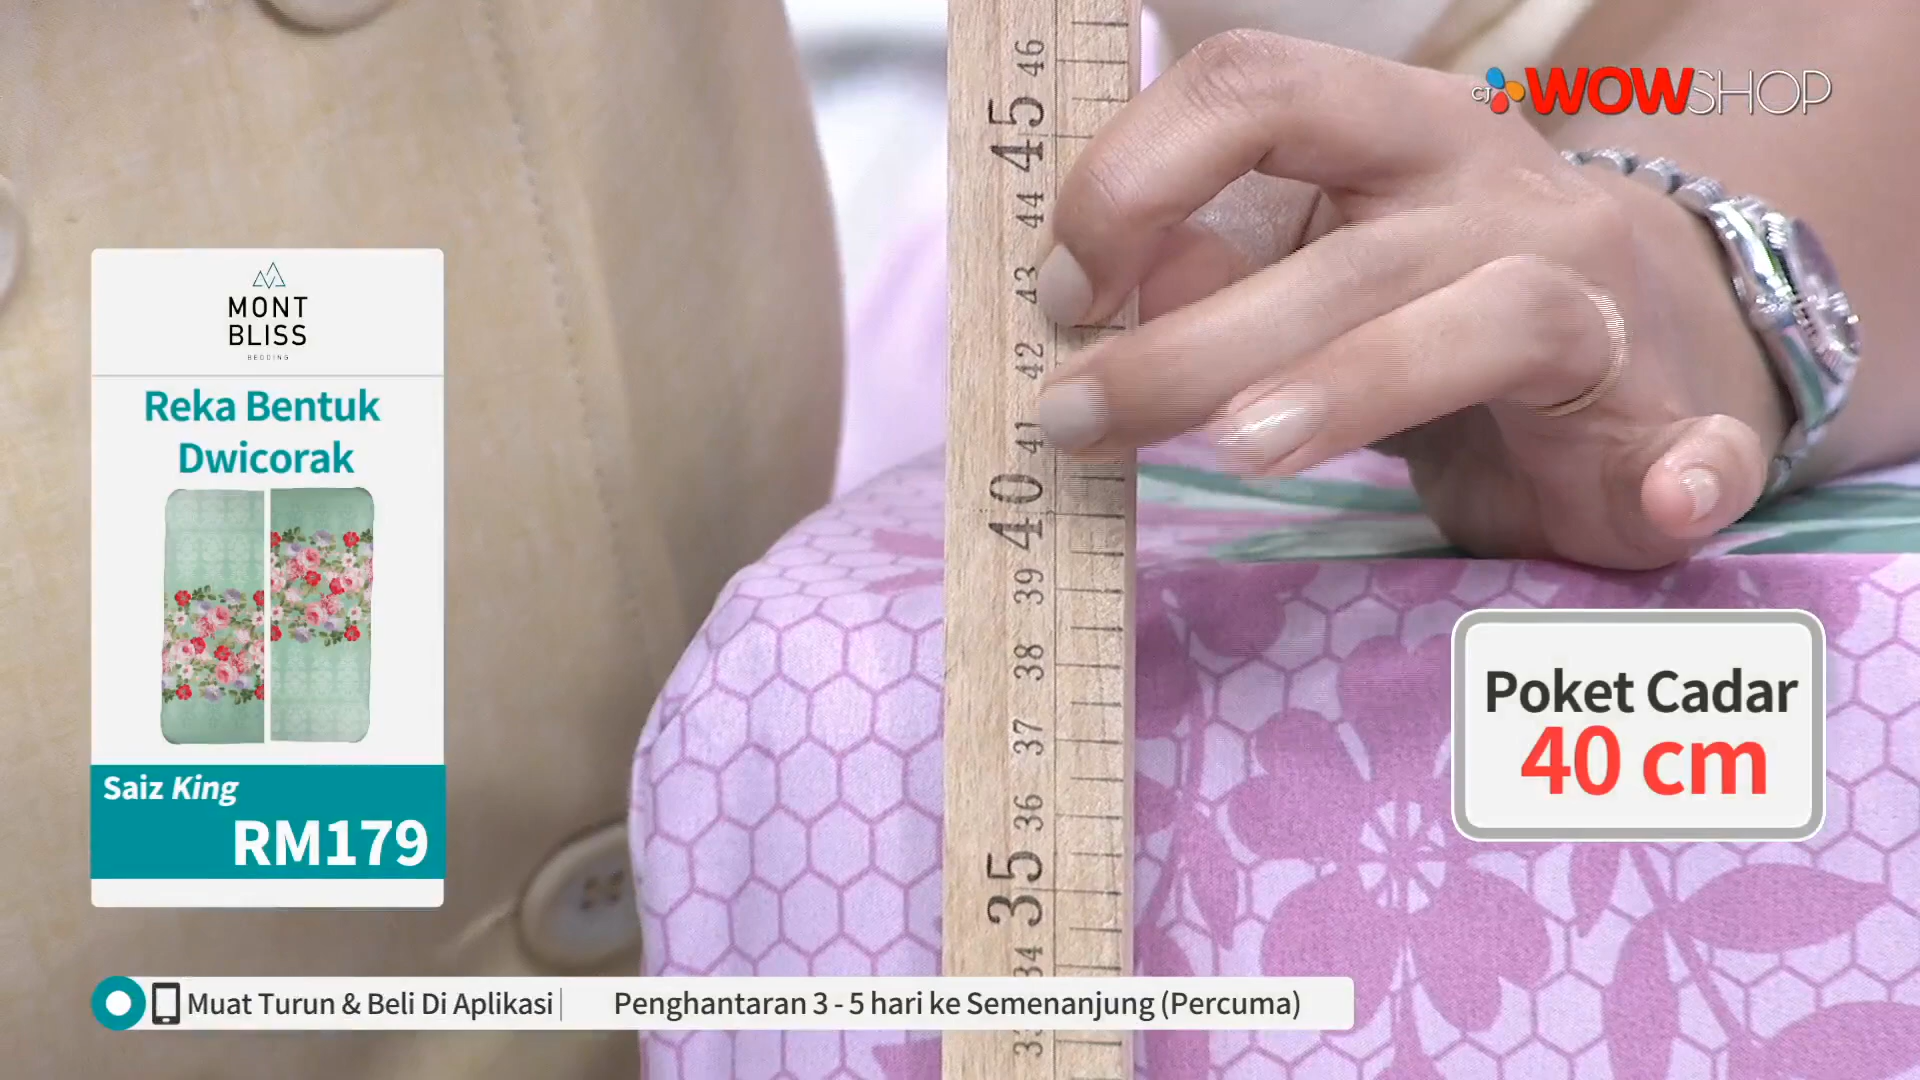 CJ WOWSHOP
MONT
BLISS
BEDDING
Reka Bentuk
Dwicorak
Saiz King
RM179
46
45
44
43
42
41
40
39
38
37
36
35
34
33
Poket Cadar
40 cm
Muat Turun & Beli Di Aplikasi | Penghantaran 3 - 5 hari ke Semenanjung (Percuma)